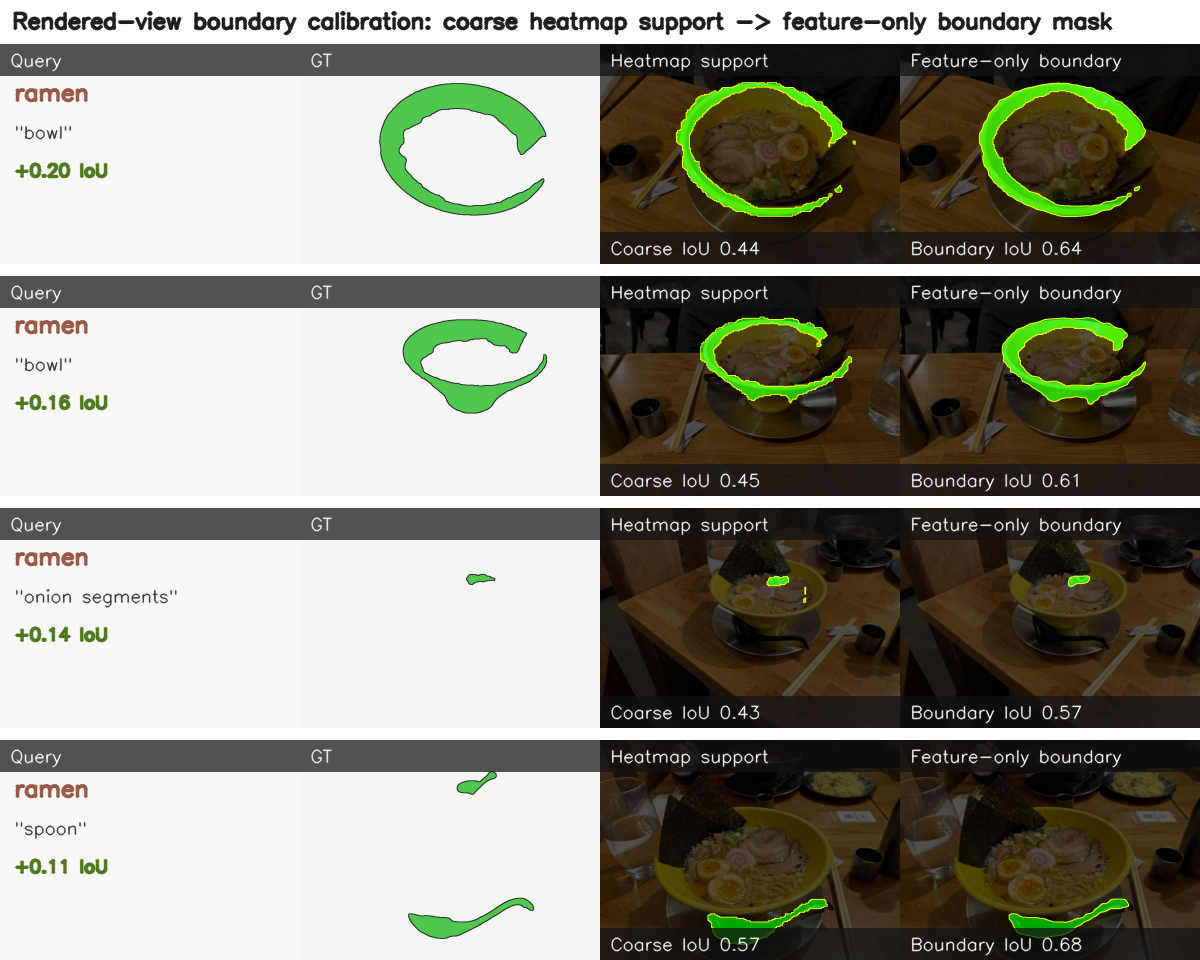 Rendered-view boundary calibration: coarse heatmap support -> feature-only boundary mask
Query GT Heatmap support Feature-only boundary
ramen
"bowl"
+0.20 IoU
Coarse IoU 0.44 Boundary IoU 0.64
Query GT Heatmap support Feature-only boundary
ramen
"bowl"
+0.16 IoU
Coarse IoU 0.45 Boundary IoU 0.61
Query GT Heatmap support Feature-only boundary
ramen
"onion segments"
+0.14 IoU
Coarse IoU 0.43 Boundary IoU 0.57
Query GT Heatmap support Feature-only boundary
ramen
"spoon"
+0.11 IoU
Coarse IoU 0.57 Boundary IoU 0.68